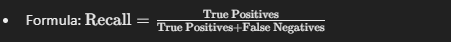 • Formula: Recall = True Positives / True Positives+False Negatives